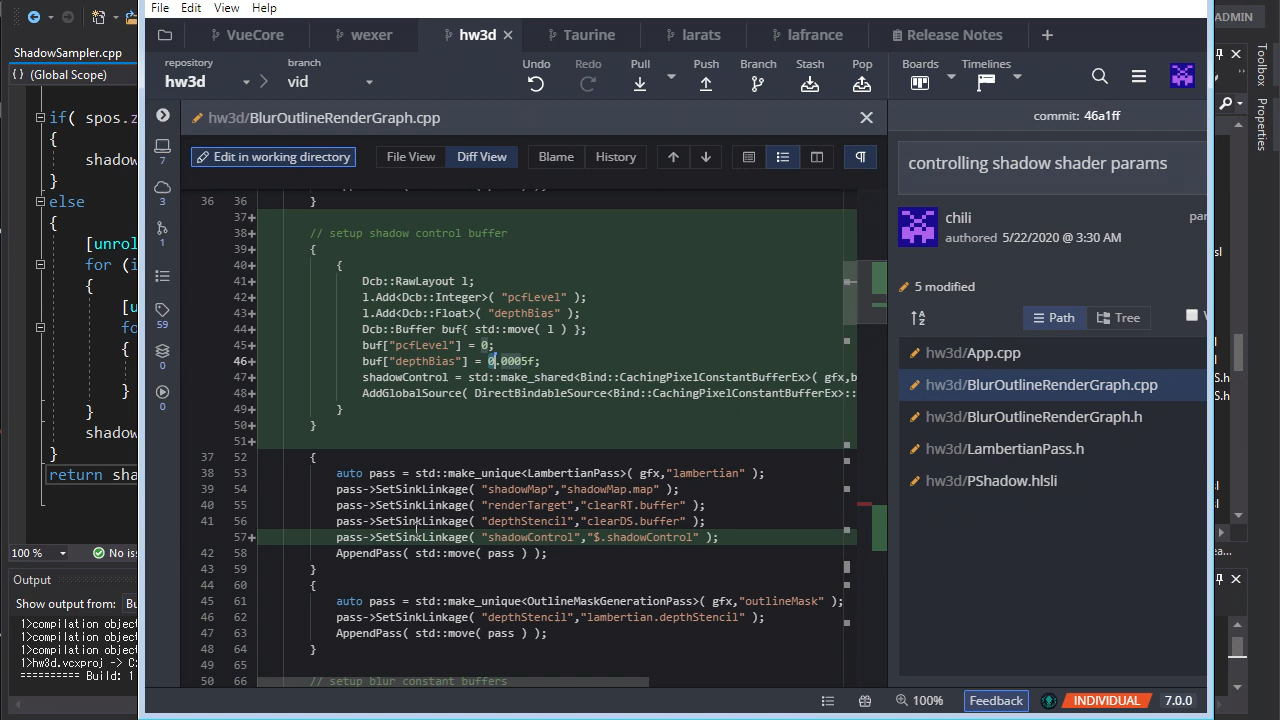 File Edit View Help
ADMIN
VueCore
wexer
hw3d
Taurine
larats
lafrance
Release Notes
ShadowSampler.cpp
(Global Scope)
repository
hw3d
branch
vid
Undo
Redo
Pull
Push
Branch
Stash
Pop
Boards
Timelines
Toolbox
Properties
hw3d/BlurOutlineRenderGraph.cpp
commit: 46a1ff
Edit in working directory
File View
Diff View
Blame
History
controlling shadow shader params
chili
authored 5/22/2020 @ 3:30 AM
5 modified
Path
Tree
hw3d/App.cpp
hw3d/BlurOutlineRenderGraph.cpp
hw3d/BlurOutlineRenderGraph.h
hw3d/LambertianPass.h
hw3d/PShadow.hlsli
7
3
1
59
0
0
if( spos.z
{
shadow
}
else
{
[unrol
for (i
{
[u
fo
{
}
}
shadow
}
return sha
36 36 }
37+
38+ // setup shadow control buffer
39+ {
40+ {
41+ Dcb::RawLayout l;
42+ l.Add<Dcb::Integer>( "pcfLevel" );
43+ l.Add<Dcb::Float>( "depthBias" );
44+ Dcb::Buffer buf{ std::move( l ) };
45+ buf["pcfLevel"] = 0;
46+ buf["depthBias"] = 0.0005f;
47+ shadowControl = std::make_shared<Bind::CachingPixelConstantBufferEx>( gfx,b
48+ AddGlobalSource( DirectBindableSource<Bind::CachingPixelConstantBufferEx>::
49+ }
50+ }
51+
37 52 {
38 53 auto pass = std::make_unique<LambertianPass>( gfx,"lambertian" );
39 54 pass->SetSinkLinkage( "shadowMap","shadowMap.map" );
40 55 pass->SetSinkLinkage( "renderTarget","clearRT.buffer" );
41 56 pass->SetSinkLinkage( "depthStencil","clearDS.buffer" );
57+ pass->SetSinkLinkage( "shadowControl","$.shadowControl" );
42 58 AppendPass( std::move( pass ) );
43 59 }
44 60 {
45 61 auto pass = std::make_unique<OutlineMaskGenerationPass>( gfx,"outlineMask" );
46 62 pass->SetSinkLinkage( "depthStencil","lambertian.depthStencil" );
47 63 AppendPass( std::move( pass ) );
48 64 }
49 65
50 66 // setup blur constant buffers
100 %
No iss
Output
Show output from: Bu
1>compilation object
1>compilation object
1>compilation object
1>hw3d.vcxproj -> C:
========== Build: 1
100%
Feedback
INDIVIDUAL
7.0.0